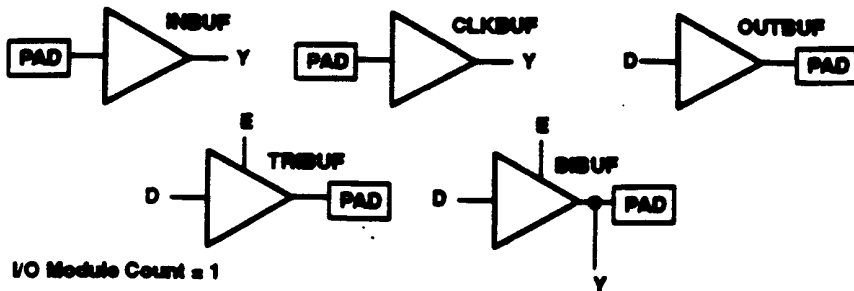 INBUF
PAD
Y
CLKBUF
PAD
Y
OUTBUF
D
PAD
E
TRIBUF
D
PAD
E
BIBUF
D
PAD
Y
I/O Module Count = 1